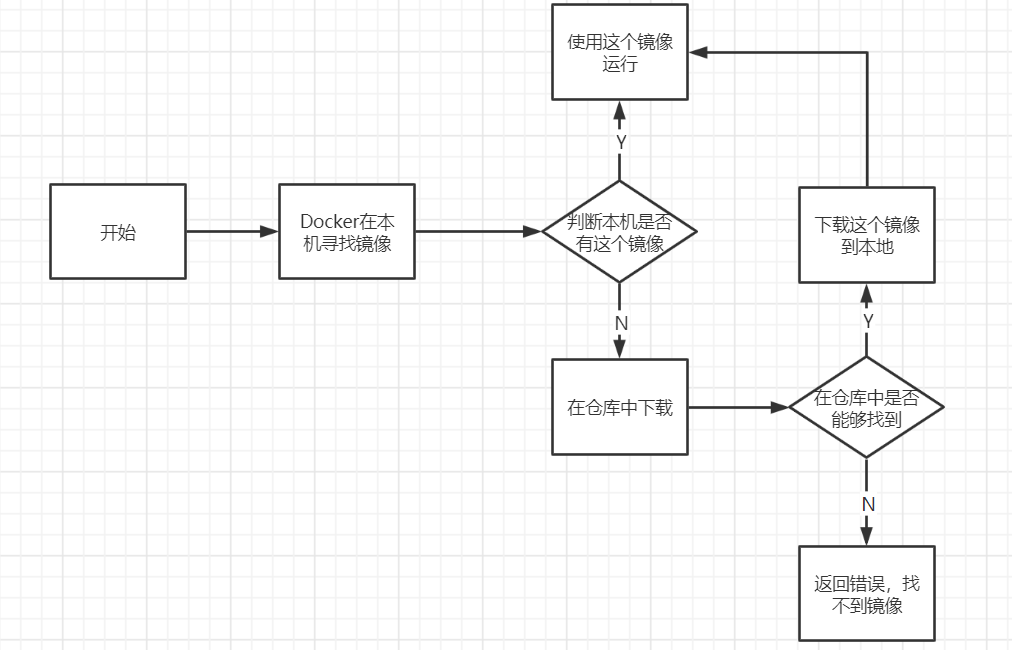 使用这个镜像
运行
Y
开始
Docker在本
机寻找镜像
判断本机是否
有这个镜像
下载这个镜像
到本地
N
Y
在仓库中下载
在仓库中是否
能够找到
N
返回错误，找
不到镜像